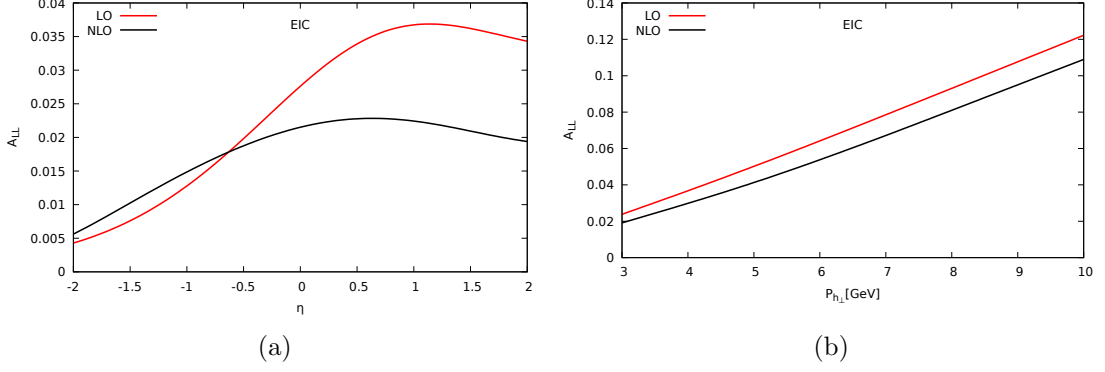 0.04
0.035
0.03
0.025
0.02
0.015
0.01
0.005
0
A_LL
LO
NLO
EIC
-2 -1.5 -1 -0.5 0 0.5 1 1.5 2
η
(a)
0.14
0.12
0.1
0.08
0.06
0.04
0.02
0
A_LL
LO
NLO
EIC
3 4 5 6 7 8 9 10
P_h⊥[GeV]
(b)